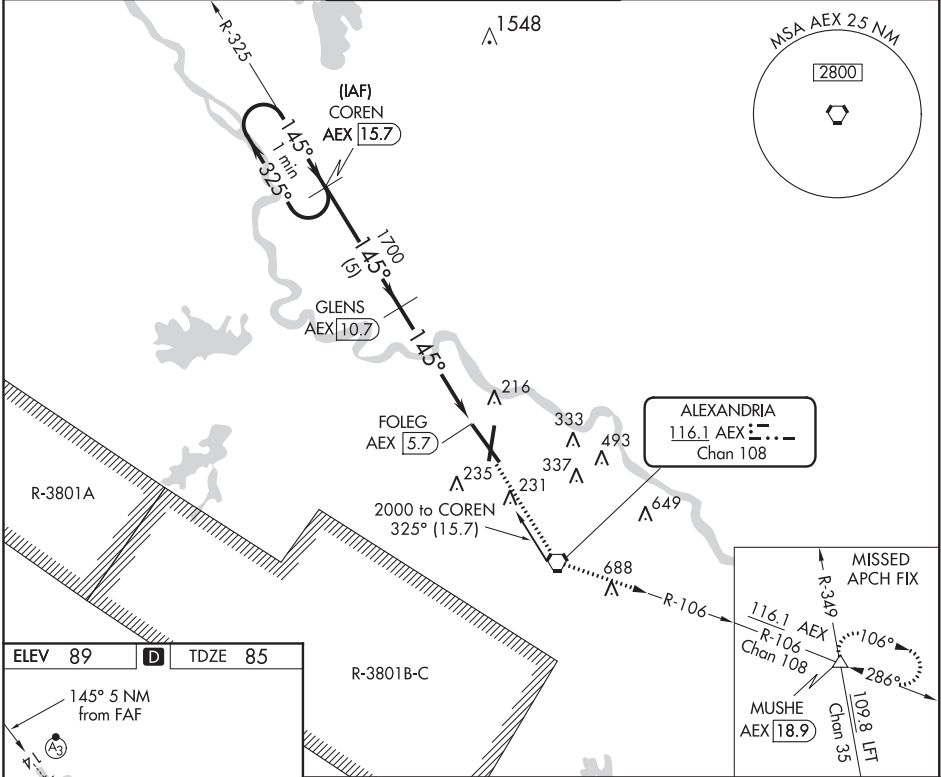 1548
MSA AEX 25 NM
2800
R-325
(IAF)
COREN
AEX 15.7
145°
1 min
325°
1700
145°
(5)
GLENS
AEX 10.7
145°
216
FOLEG
AEX 5.7
333
493
337
235
231
649
ALEXANDRIA
116.1 AEX
Chan 108
2000 to COREN
325° (15.7)
R-3801A
688
R-106
R-3801B-C
MISSED
APCH FIX
R-349
116.1 AEX
R-106
Chan 108
106°
286°
MUSHE
AEX 18.9
109.8 LFT
Chan 35
ELEV 89 D TDZE 85
145° 5 NM
from FAF
A3
14